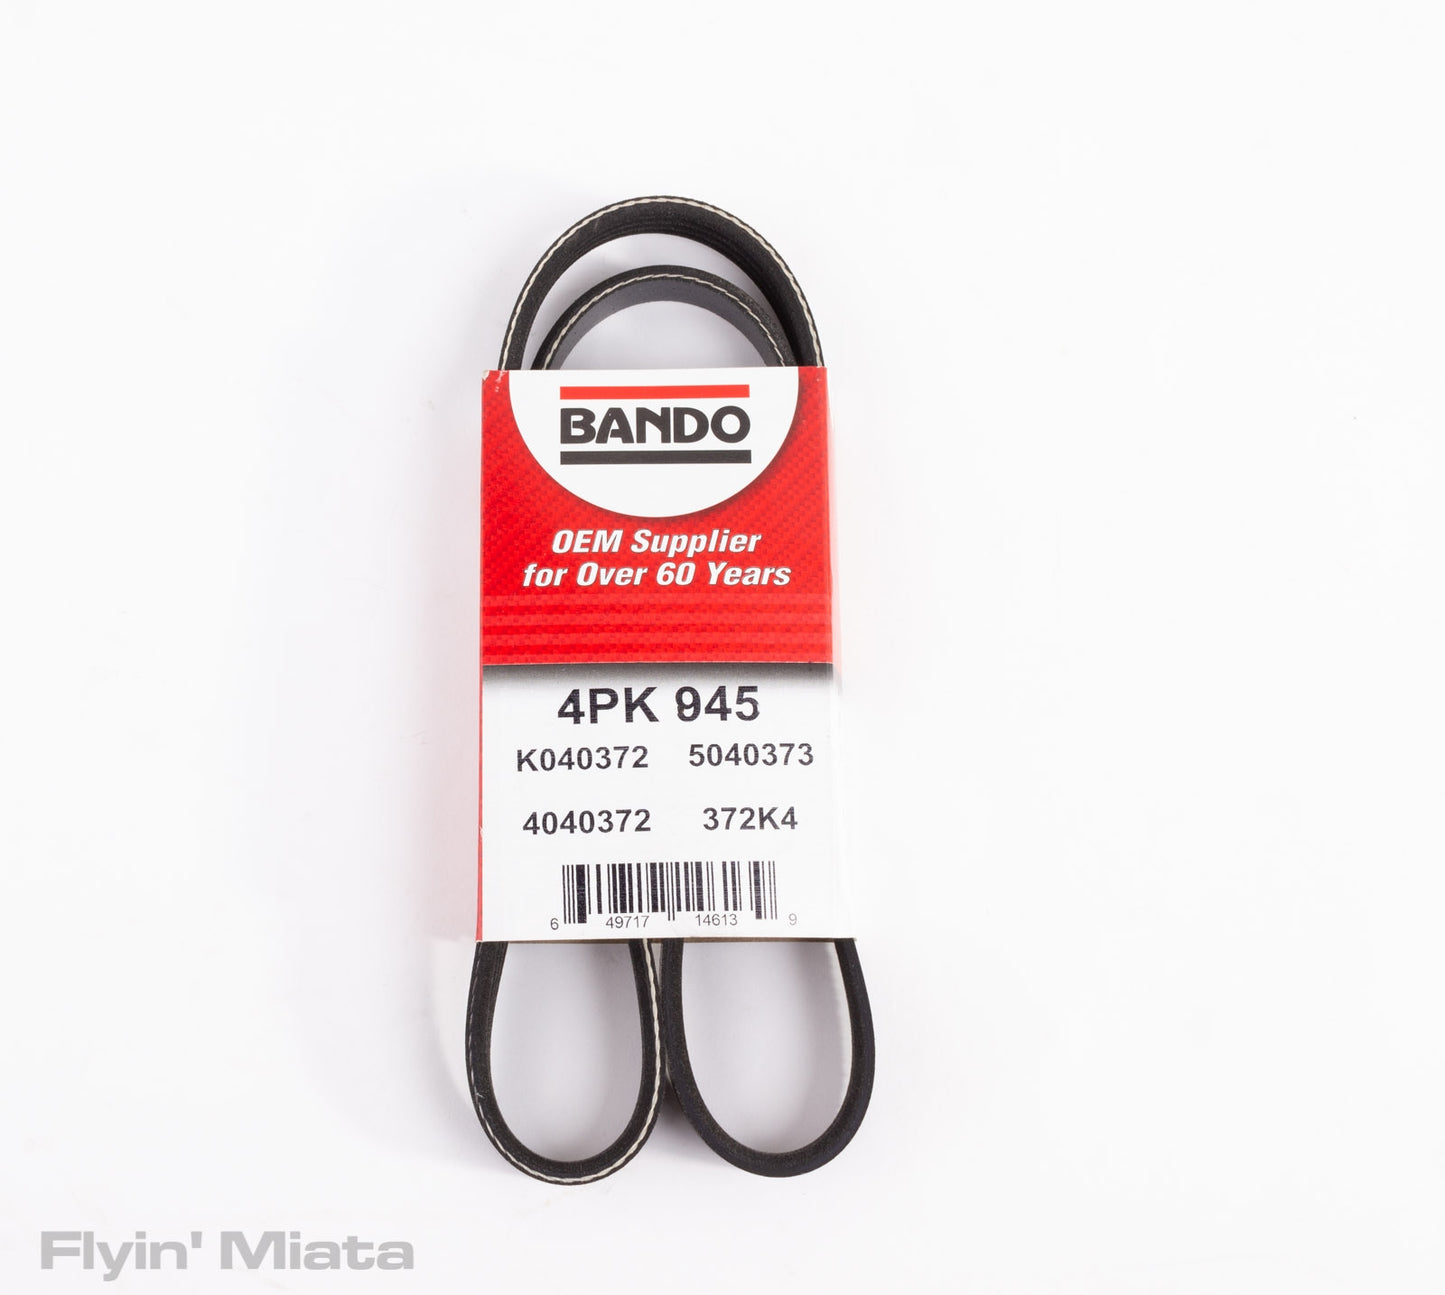 BANDO
OEM Supplier
for Over 60 Years
4PK 945
K040372 5040373
4040372 372K4
6 49717 14613 9
Flyin' Miata